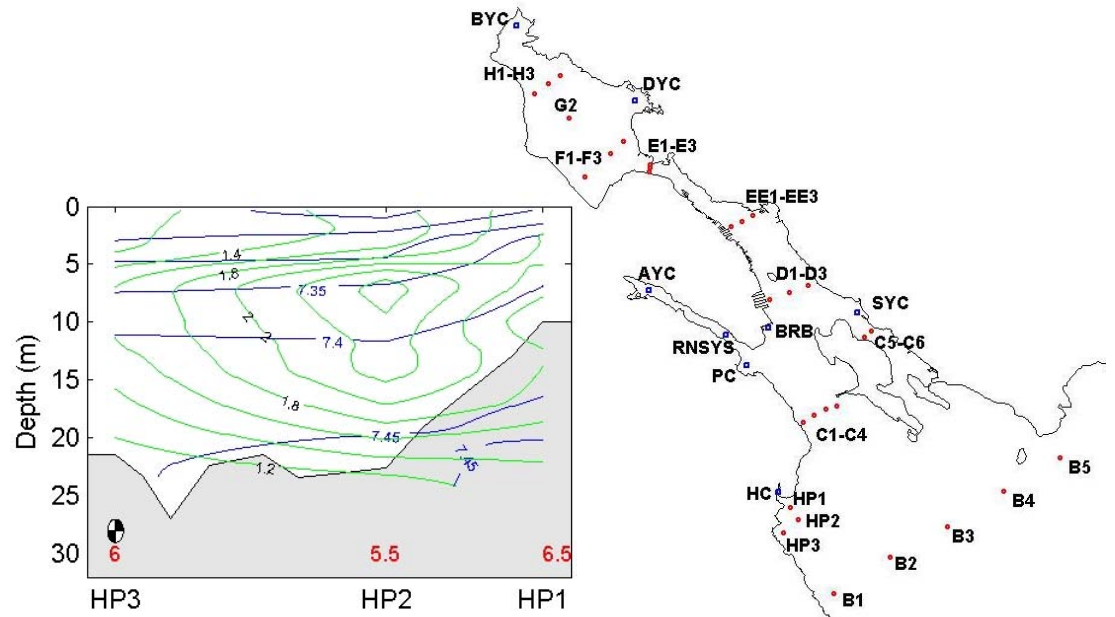 BYC
H1-H3
DYC
G2
E1-E3
F1-F3
EE1-EE3
AYC
D1-D3
SYC
BRB
RNSYS
C5-C6
PC
C1-C4
B5
HC
HP1
B4
HP2
B3
HP3
B2
B1
Depth (m)
0
5
10
15
20
25
30
1.4
1.8
7.35
2
2
7.4
1.8
7.45
1.2
7.45
6
5.5
6.5
HP3
HP2
HP1